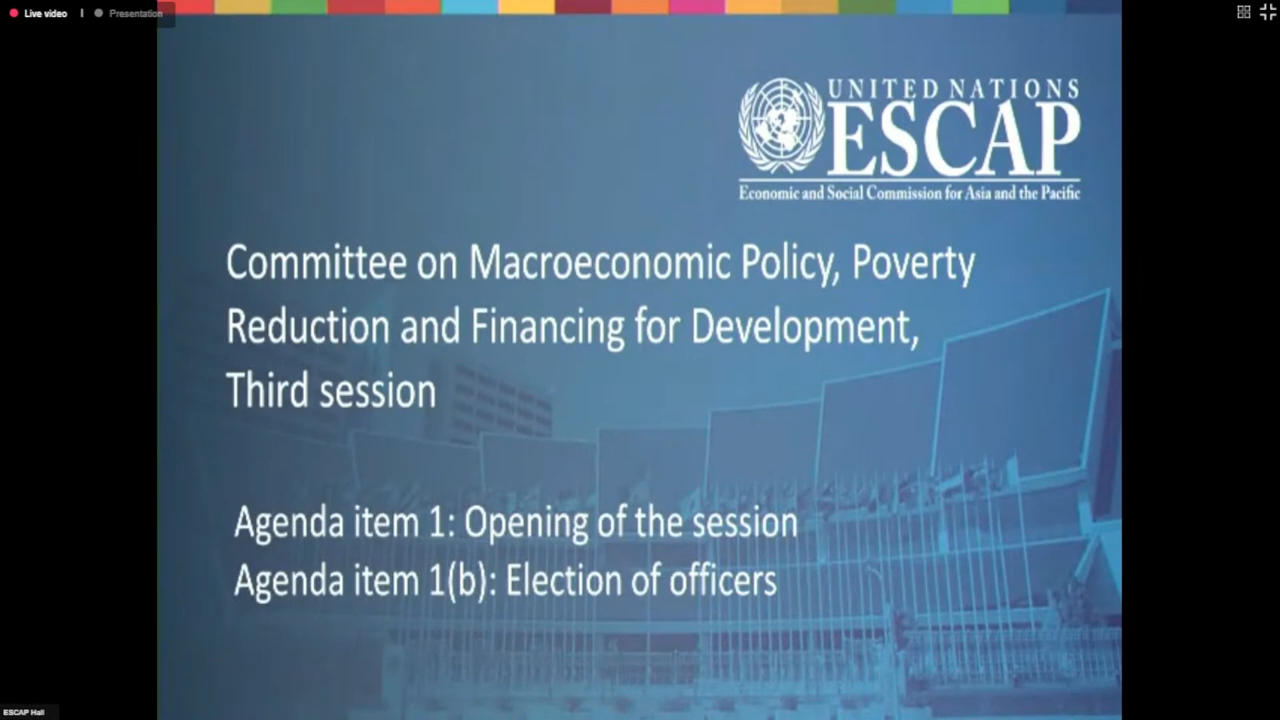 Live video
Presentation
UNITED NATIONS
ESCAP
Economic and Social Commission for Asia and the Pacific
Committee on Macroeconomic Policy, Poverty
Reduction and Financing for Development,
Third session
Agenda item 1: Opening of the session
Agenda item 1(b): Election of officers
ESCAP Hall